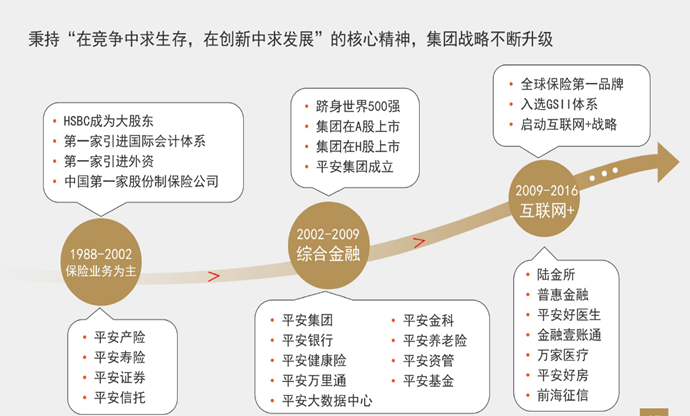 秉持“在竞争中求生存，在创新中求发展”的核心精神，集团战略不断升级
HSBC成为大股东
第一家引进国际会计体系
第一家引进外资
中国第一家股份制保险公司
1988-2002
保险业务为主
平安产险
平安寿险
平安证券
平安信托
跻身世界500强
集团在A股上市
集团在H股上市
平安集团成立
2002-2009
综合金融
平安集团
平安银行
平安健康险
平安万里通
平安大数据中心
平安金科
平安养老险
平安资管
平安基金
全球保险第一品牌
入选GSII体系
启动互联网+战略
2009-2016
互联网+
陆金所
普惠金融
平安好医生
金融壹账通
万家医疗
平安好房
前海征信